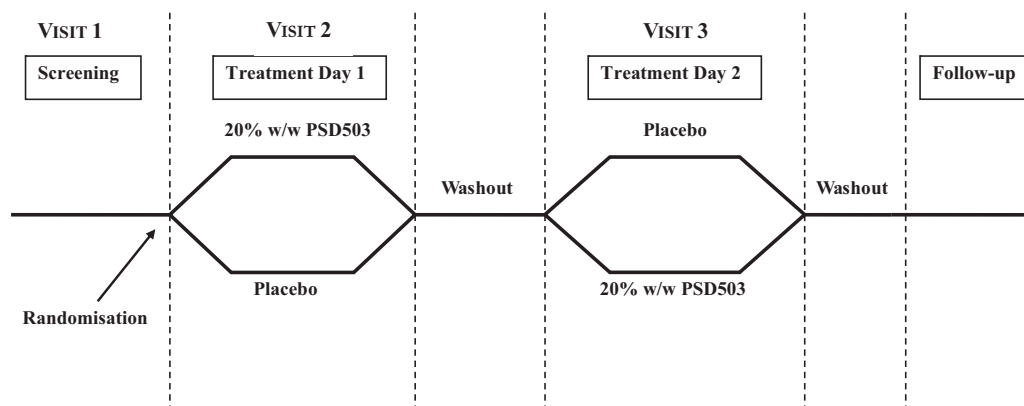 VISIT 1
VISIT 2
VISIT 3
Screening
Treatment Day 1
Treatment Day 2
Follow-up
20% w/w PSD503
Placebo
Washout
Washout
Placebo
20% w/w PSD503
Randomisation